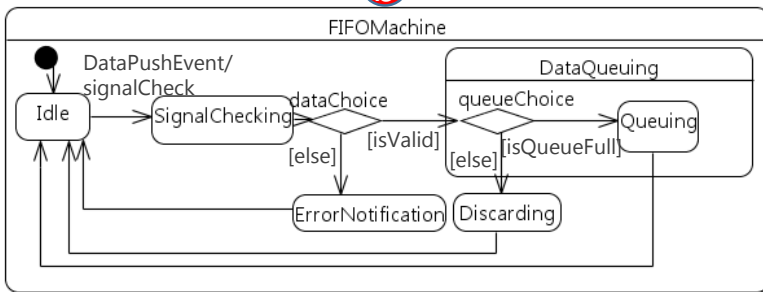 FIFOMachine
DataPushEvent/
signalCheck
DataQueuing
dataChoice
queueChoice
Idle
SignalChecking
Queuing
[isValid]
[isQueueFull]
[else]
[else]
ErrorNotification
Discarding